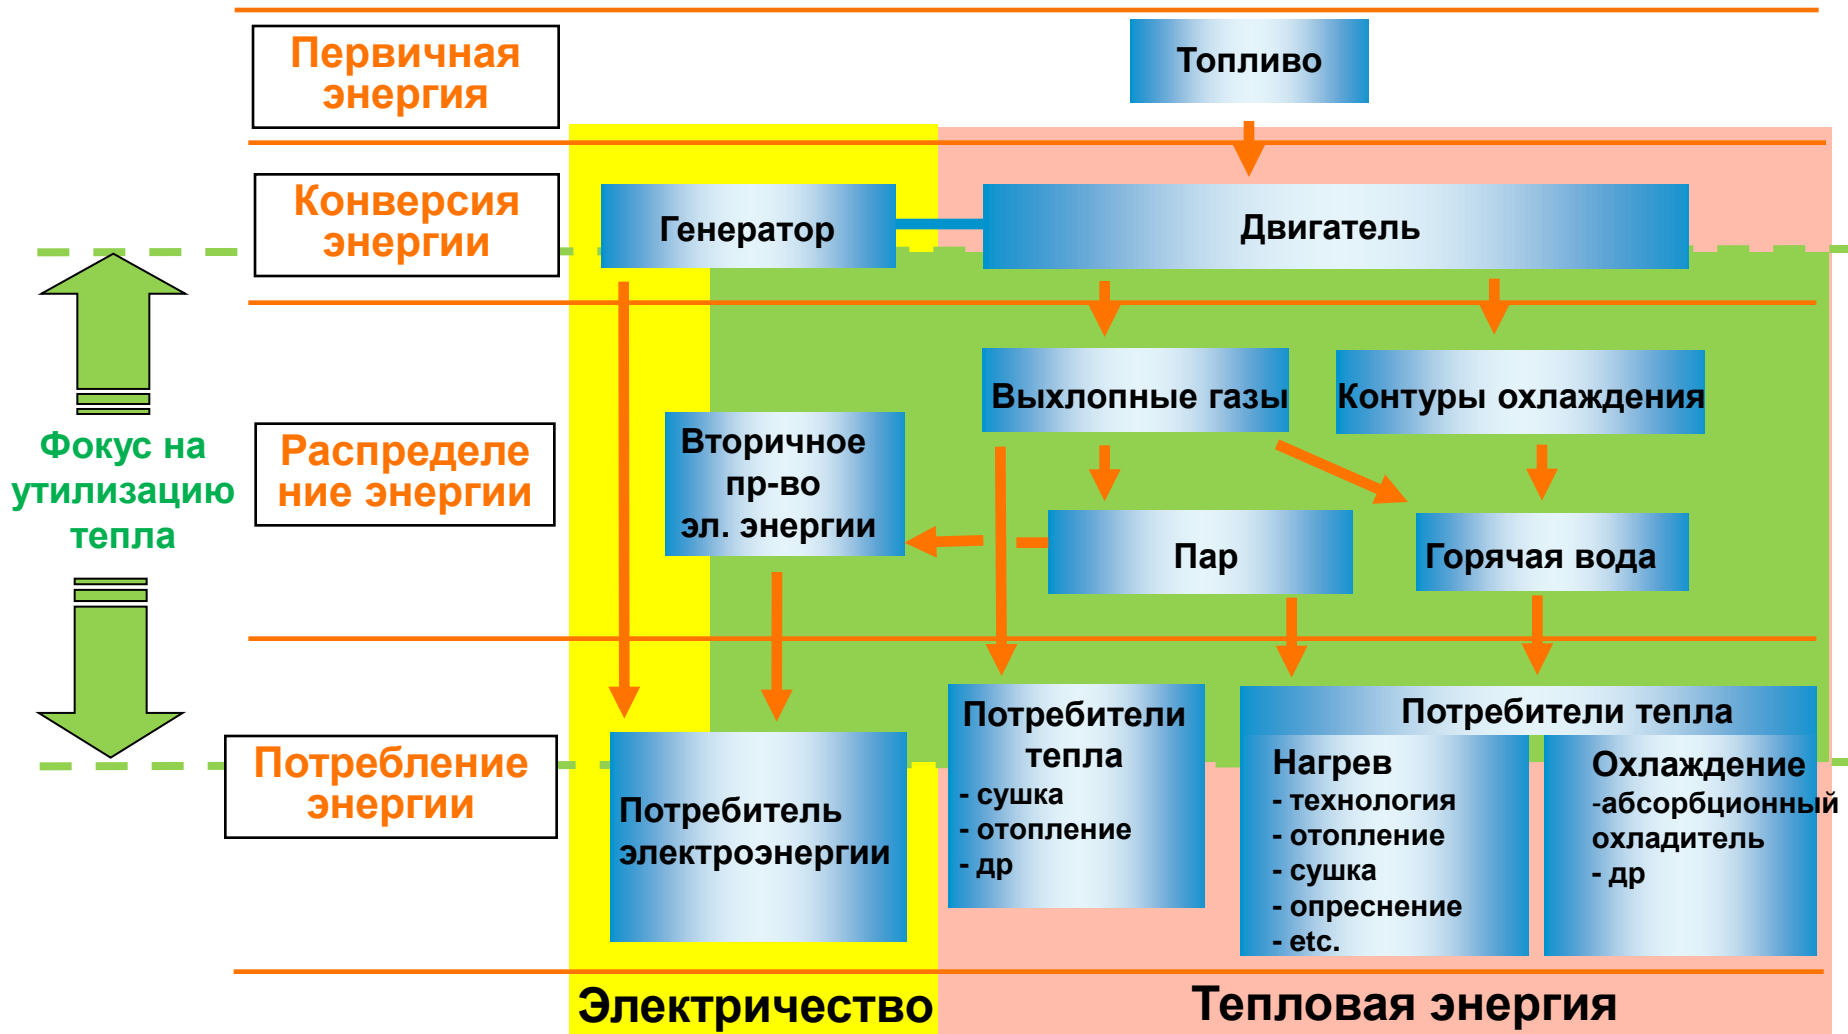 Первичная
энергия
Топливо
Конверсия
энергии
Генератор
Двигатель
Фокус на
утилизацию
тепла
Распределе
ние энергии
Выхлопные газы
Контуры охлаждения
Вторичное
пр-во
эл. энергии
Пар
Горячая вода
Потребление
энергии
Потребитель
электроэнергии
Потребители
тепла
- сушка
- отопление
- др
Потребители тепла
Нагрев
- технология
- отопление
- сушка
- опреснение
- etc.
Охлаждение
-абсорбционный
охладитель
- др
Электричество
Тепловая энергия